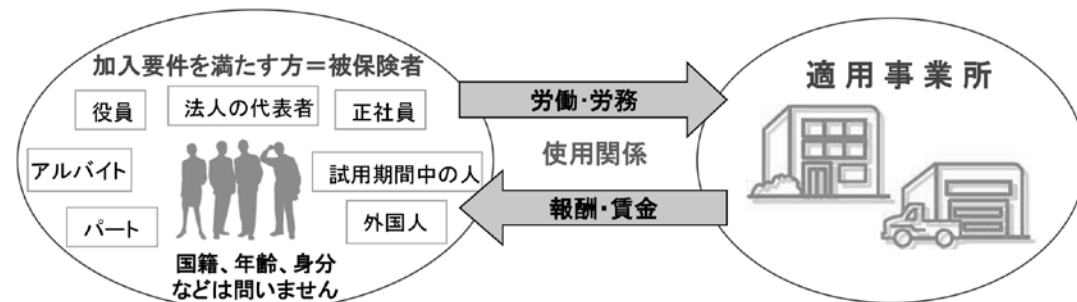 加入要件を満たす方＝被保険者
役員
法人の代表者
正社員
アルバイト
試用期間中の人
パート
外国人
国籍、年齢、身分
などは問いません
労働・労務
使用関係
報酬・賃金
適用事業所